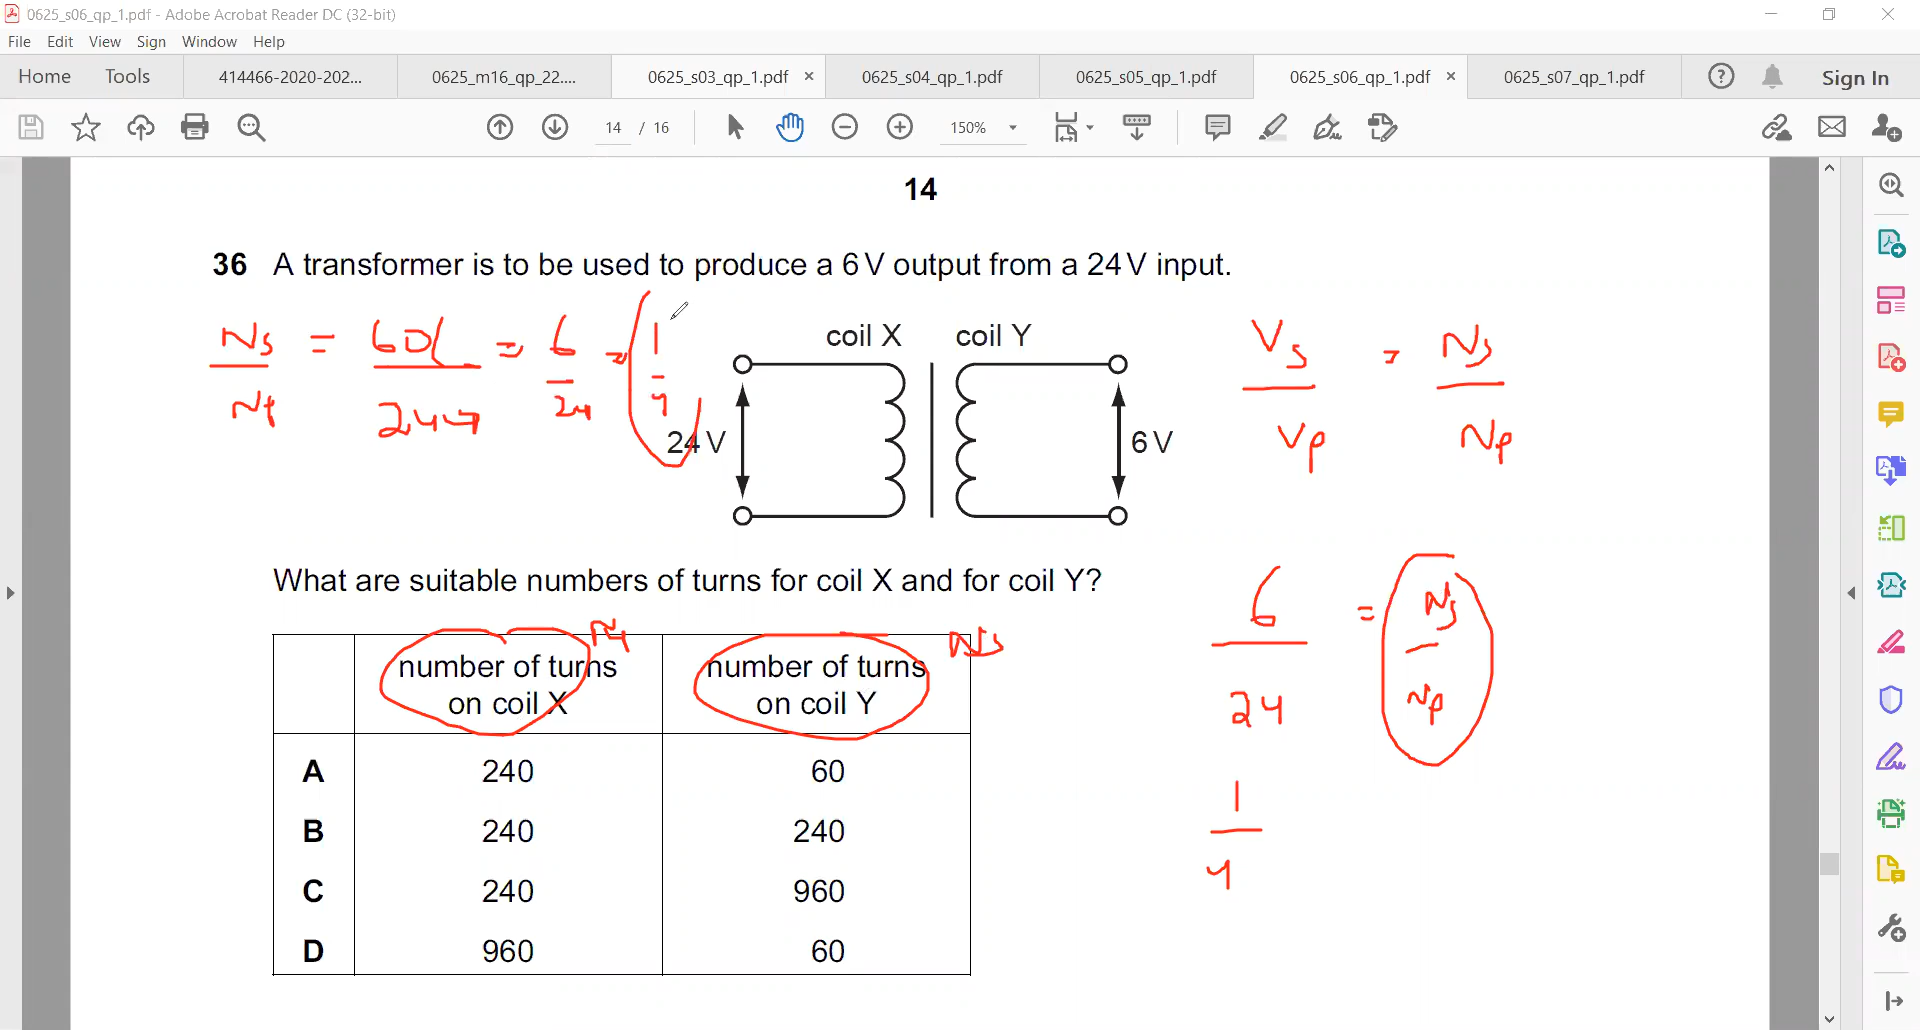 0625_s06_qp_1.pdf - Adobe Acrobat Reader DC (32-bit)
File Edit View Sign Window Help
Home Tools 414466-2020-202... 0625_m16_qp_22.... 0625_s03_qp_1.pdf × 0625_s04_qp_1.pdf 0625_s05_qp_1.pdf 0625_s06_qp_1.pdf × 0625_s07_qp_1.pdf Sign In
14 / 16 150%
14
36 A transformer is to be used to produce a 6 V output from a 24 V input.
Ns/Np = = 6/24 = 1/4
coil X coil Y
Vs/Vp = Ns/Np
24 V 6 V
What are suitable numbers of turns for coil X and for coil Y?
6/24 = Ns/Np
1/4
Ns
number of turns on coil X number of turns on coil Y
A 240 60
B 240 240
C 240 960
D 960 60